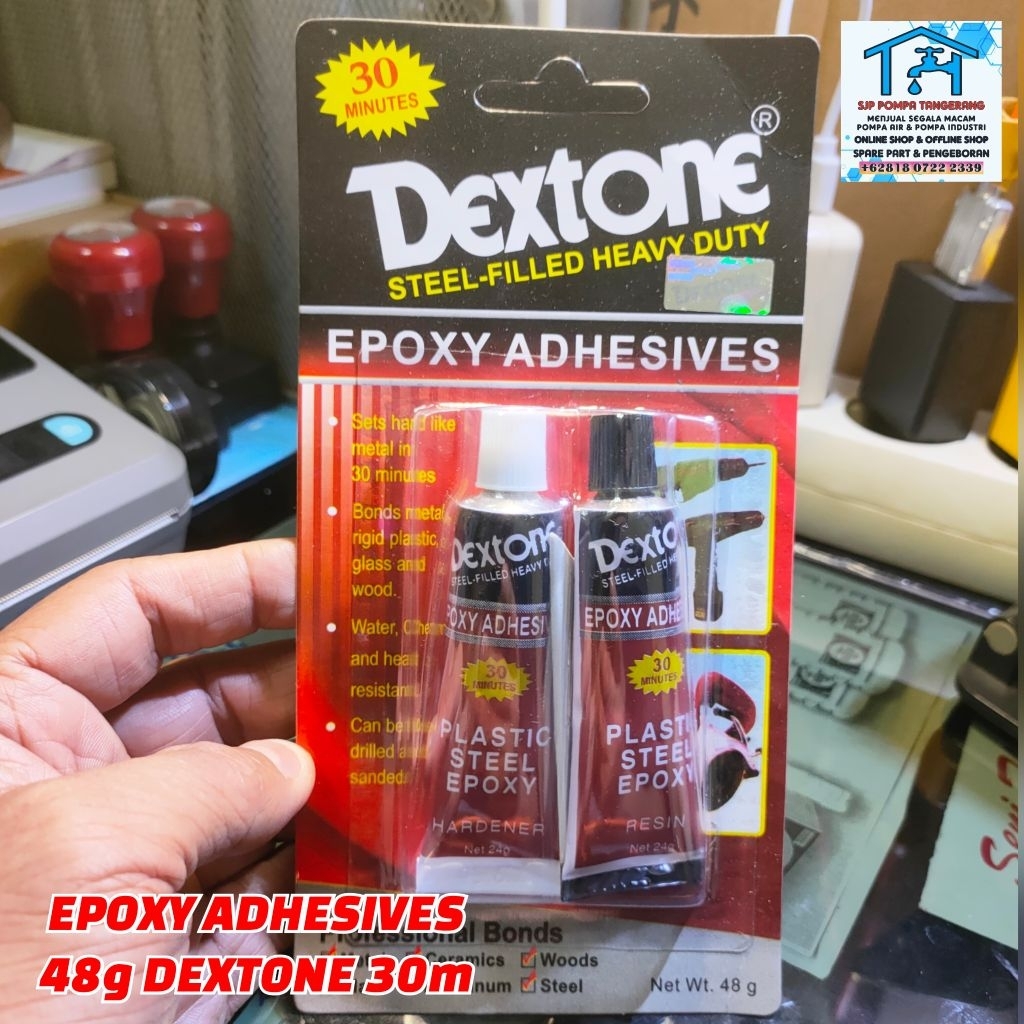 30
MINUTES
Dextone®
STEEL-FILLED HEAVY DUTY
Dextone
EPOXY ADHESIVES
Sets hard like
metal in
30 minutes
Bonds metal
rigid plastic,
glass and
wood.
Water,
and heat
resistant
Can be
drilled
sanded
Dexton
STEEL-FILLED HEAVY
POXY ADHESI
30
MINUTES
PLASTIC
STEEL
EPOXY
HARDENER
Net 24g
Dexto
STEEL-FILLED HEA
EPOXY ADHE
30
MINUTES
PLASTI
STEEL
EPOXY
RESIN
Net 24g
Professional Bonds
Ceramics
Woods
Steel
Net Wt. 48 g
SJP POMPA TANGERANG
MENJUAL SEGALA MACAM
POMPA AIR & POMPA INDUSTRI
ONLINE SHOP & OFFLINE SHOP
SPARE PART & PENGEBORAN
+62818 0722 2339
EPOXY ADHESIVES
48g DEXTONE 30m